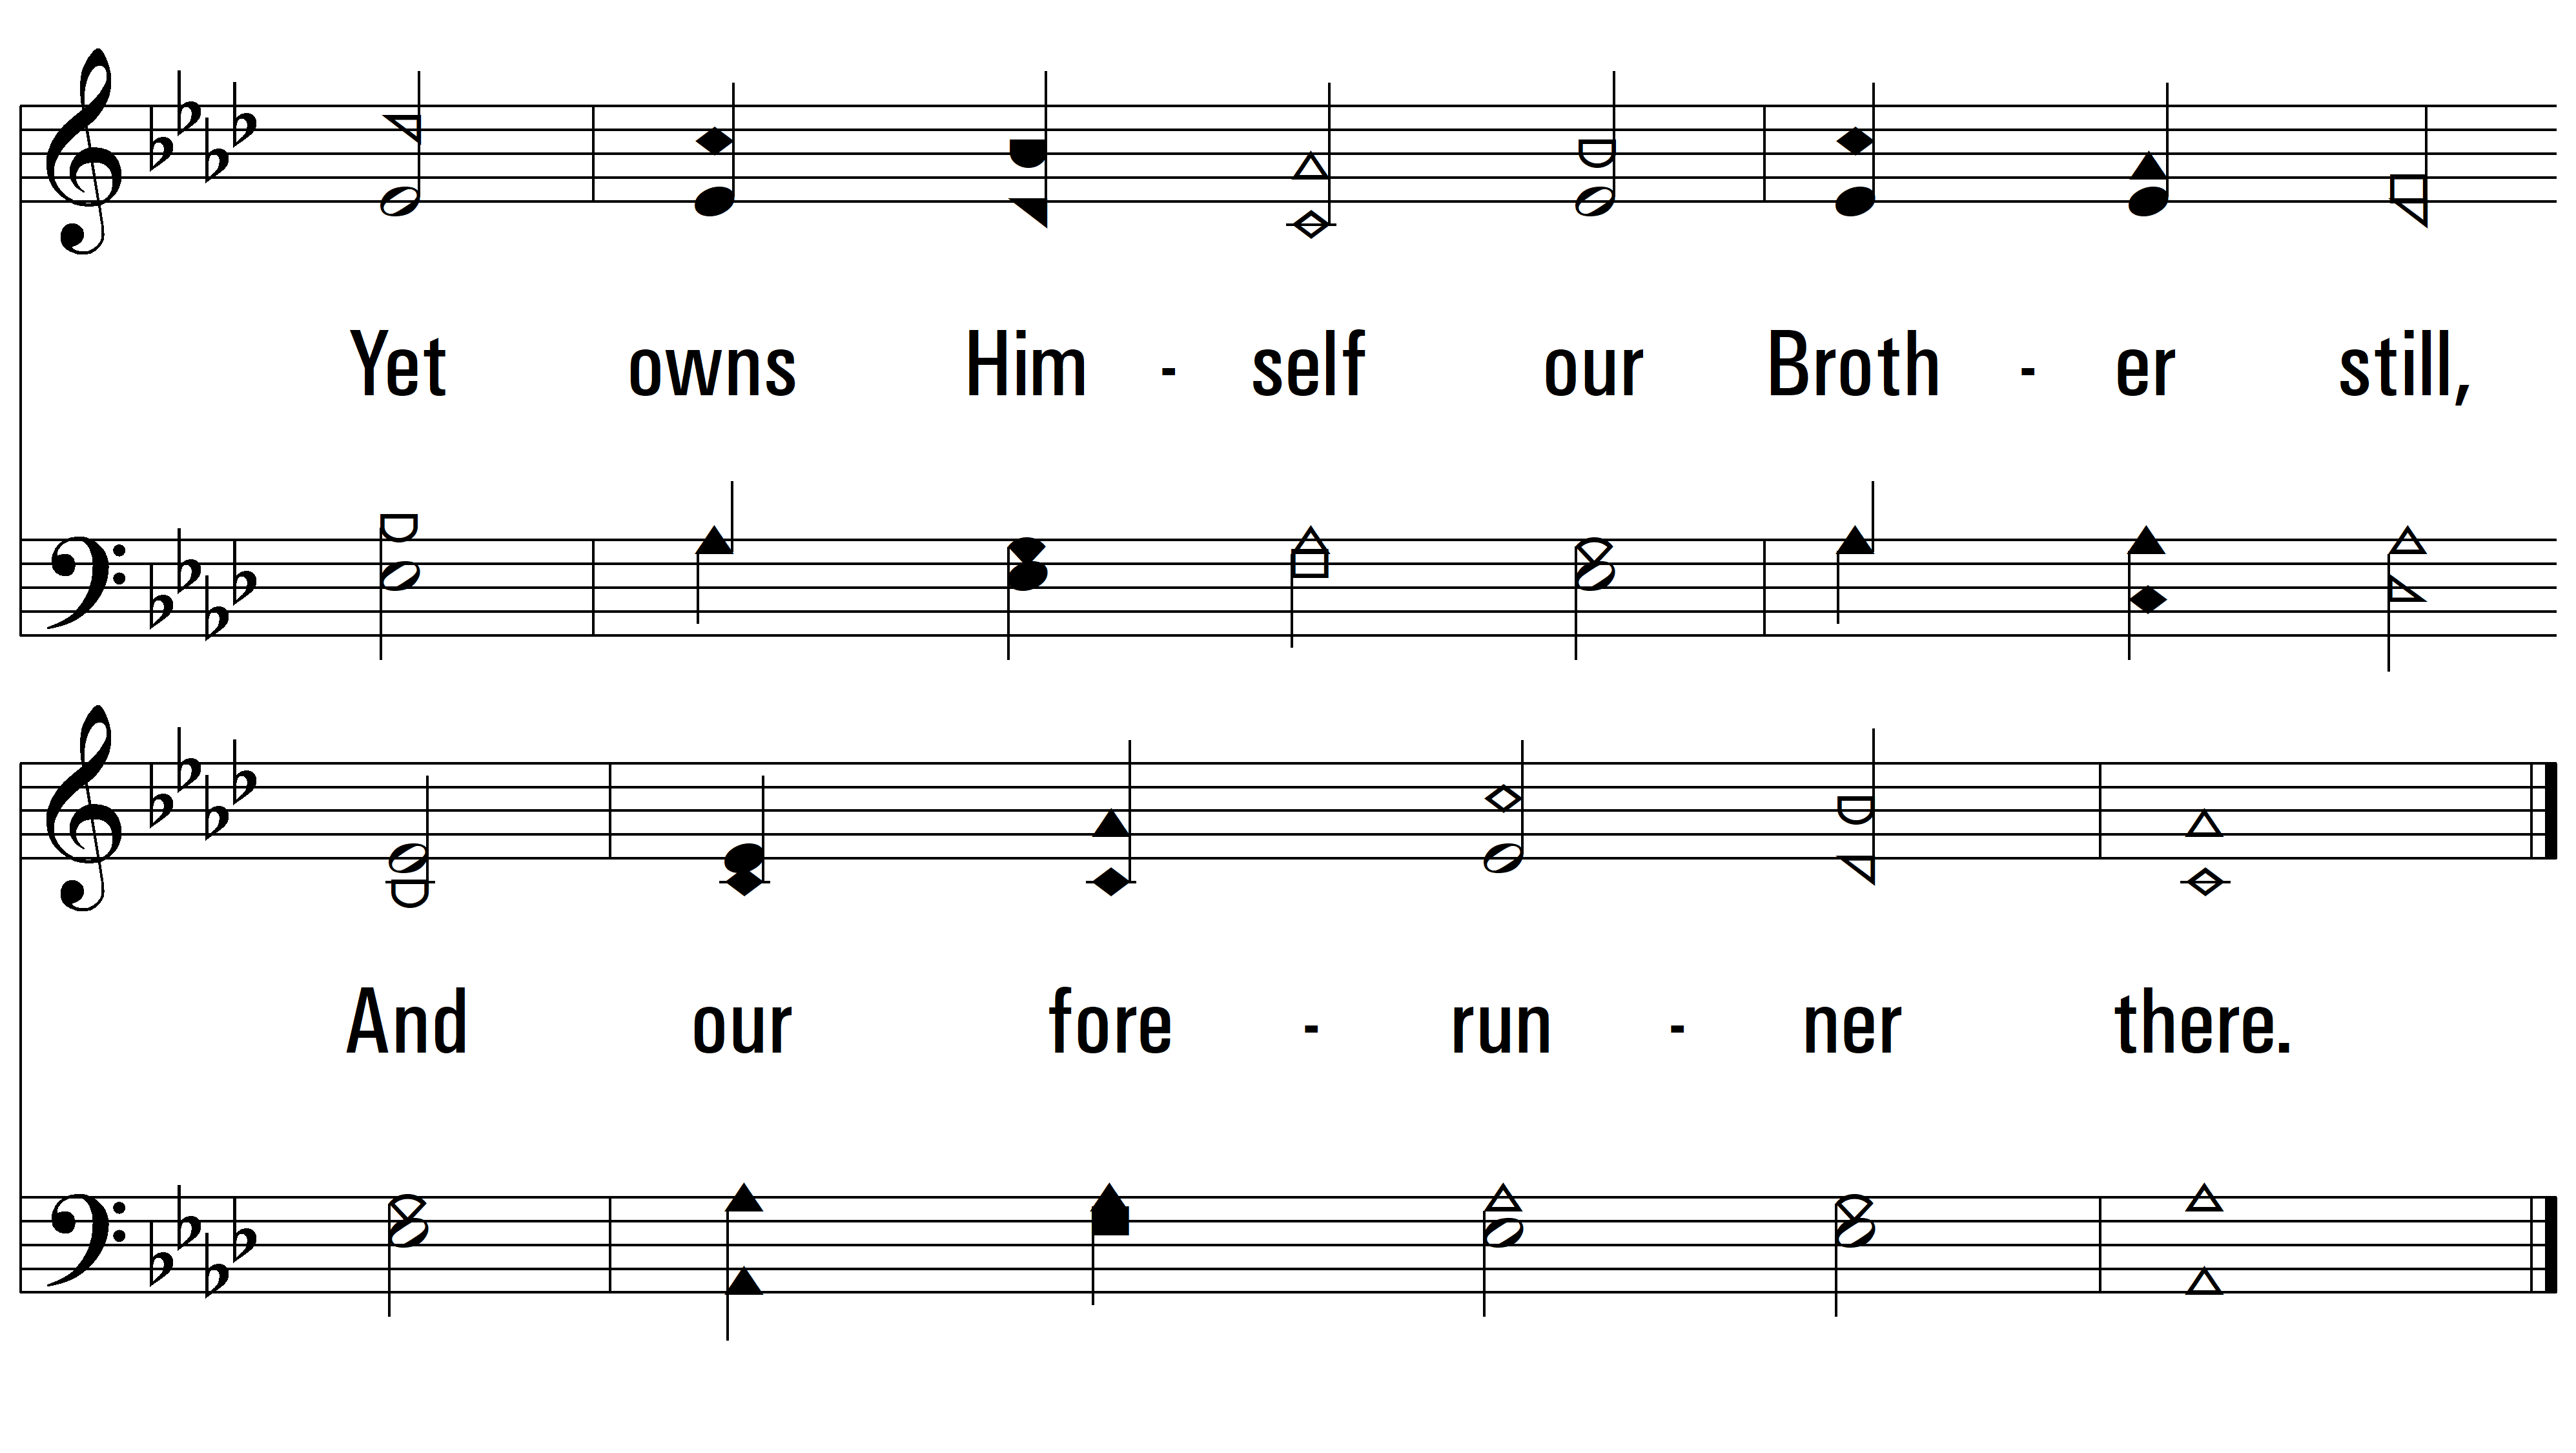 Yet owns Him - self our Broth - er still,
And our fore - run - ner there.